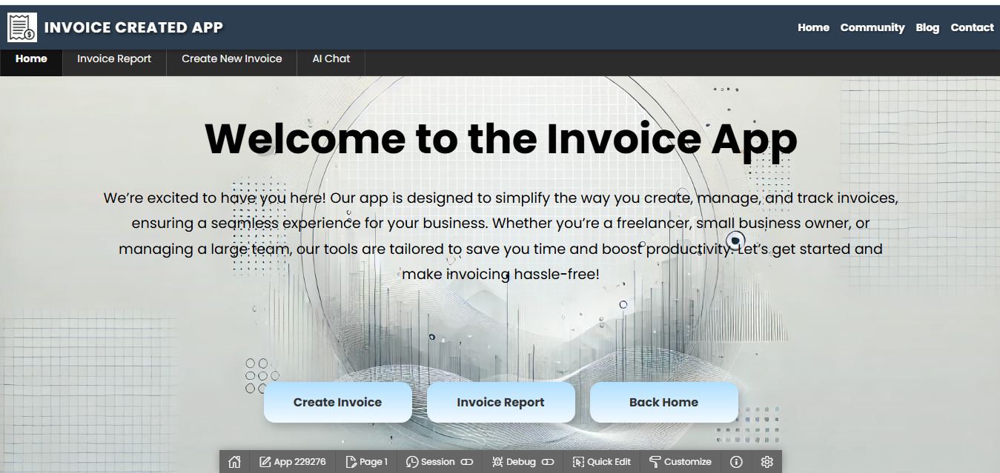 INVOICE CREATED APP
Home Community Blog Contact
Home Invoice Report Create New Invoice AI Chat
Welcome to the Invoice App
We’re excited to have you here! Our app is designed to simplify the way you create, manage, and track invoices,
ensuring a seamless experience for your business. Whether you’re a freelancer, small business owner, or
managing a large team, our tools are tailored to save you time and boost productivity. Let’s get started and
make invoicing hassle-free!
Create Invoice Invoice Report Back Home
App 229276 Page 1 Session Debug Quick Edit Customize